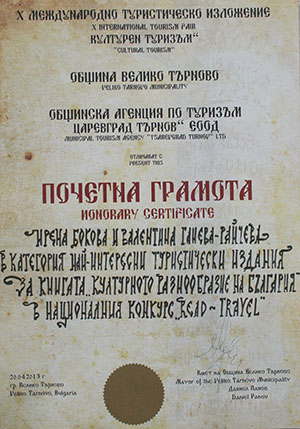 X МЕЖДУНАРОДНО ТУРИСТИЧЕСКО ИЗЛОЖЕНИЕ
X INTERNATIONAL TOURISM FAIR
КУЛТУРЕН ТУРИЗЪМ“
"CULTURAL TOURISM"
ОБЩИНА ВЕЛИКО ТЪРНОВО
VELIKO TARNOVO MUNICIPALITY
ОБЩИНСКА АГЕНЦИЯ ПО ТУРИЗЪМ
ЦАРЕВГРАД ТЪРНОВ“ ЕООД
MUNICIPAL TOURISM AGENCY "TSAREVGRAD TURNOV" LTD
ОТЛИЧАВАТ С
PRESENT THIS
ПОЧЕТНА ГРАМОТА
HONORARY CERTIFICATE
ИРЕНА БОКОВА И ВАЛЕНТИНА ГАНЕВА-РАЙЧЕВА
В КАТЕГОРИЯ НАЙ-ИНТЕРЕСНИ ТУРИСТИЧЕСКИ ИЗДАНИЯ
ЗА КНИГАТА „КУЛТУРНОТО РАЗНООБРАЗИЕ НА БЪЛГАРИЯ“
В НАЦИОНАЛНИЯ КОНКУРС „READ - TRAVEL“
20.04.2013 г.
гр. Велико Търново
Veliko Tarnovo, Bulgaria
Кмет на Община Велико Търново
Mayor of the Veliko Tarnovo Municipality
Даниел Панов
Daniel Panov